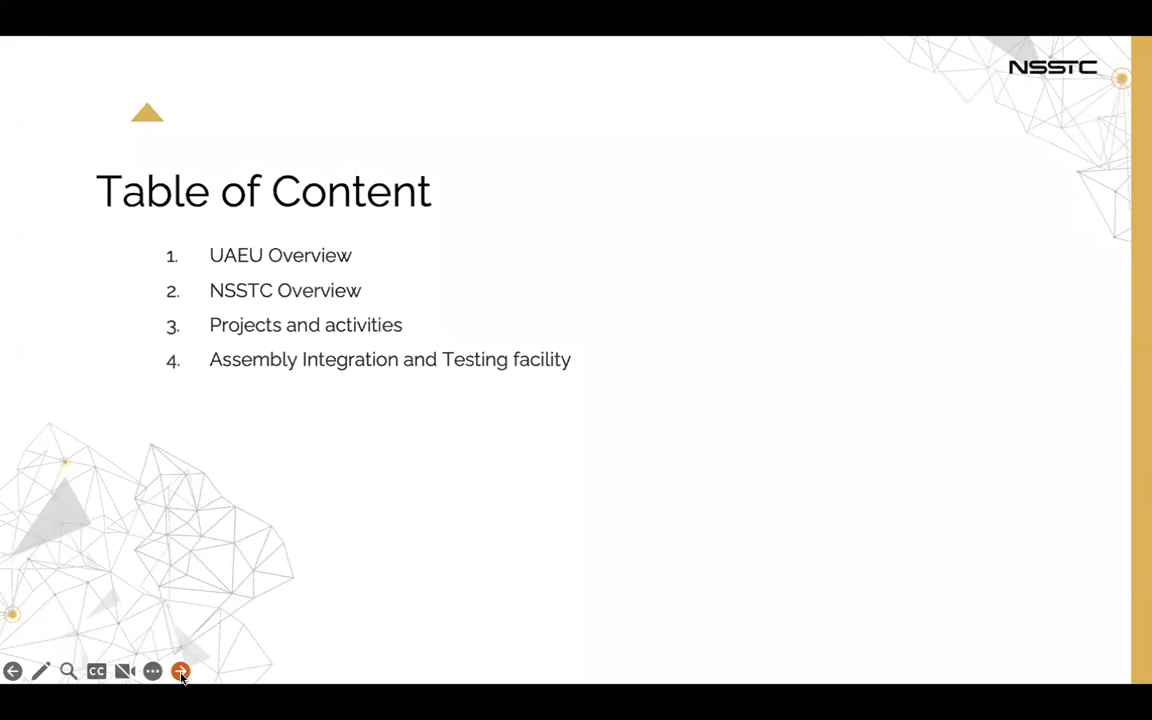 NSSTC
Table of Content
1. UAEU Overview
2. NSSTC Overview
3. Projects and activities
4. Assembly Integration and Testing facility
CC